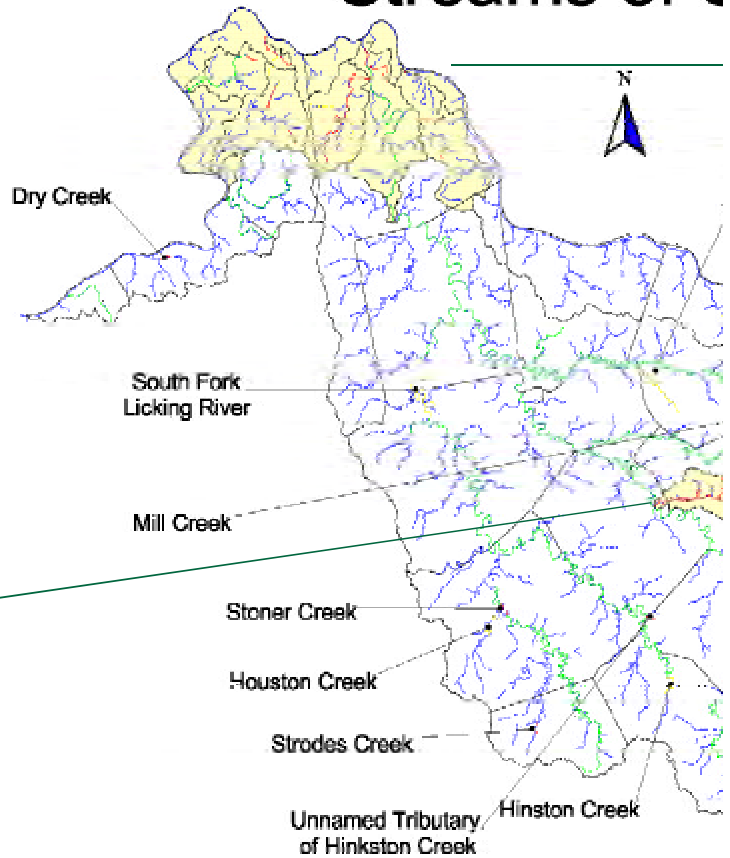 N
Dry Creek
South Fork
Licking River
Mill Creek
Stoner Creek
Houston Creek
Strodes Creek
Hinston Creek
Unnamed Tributary
of Hinkston Creek